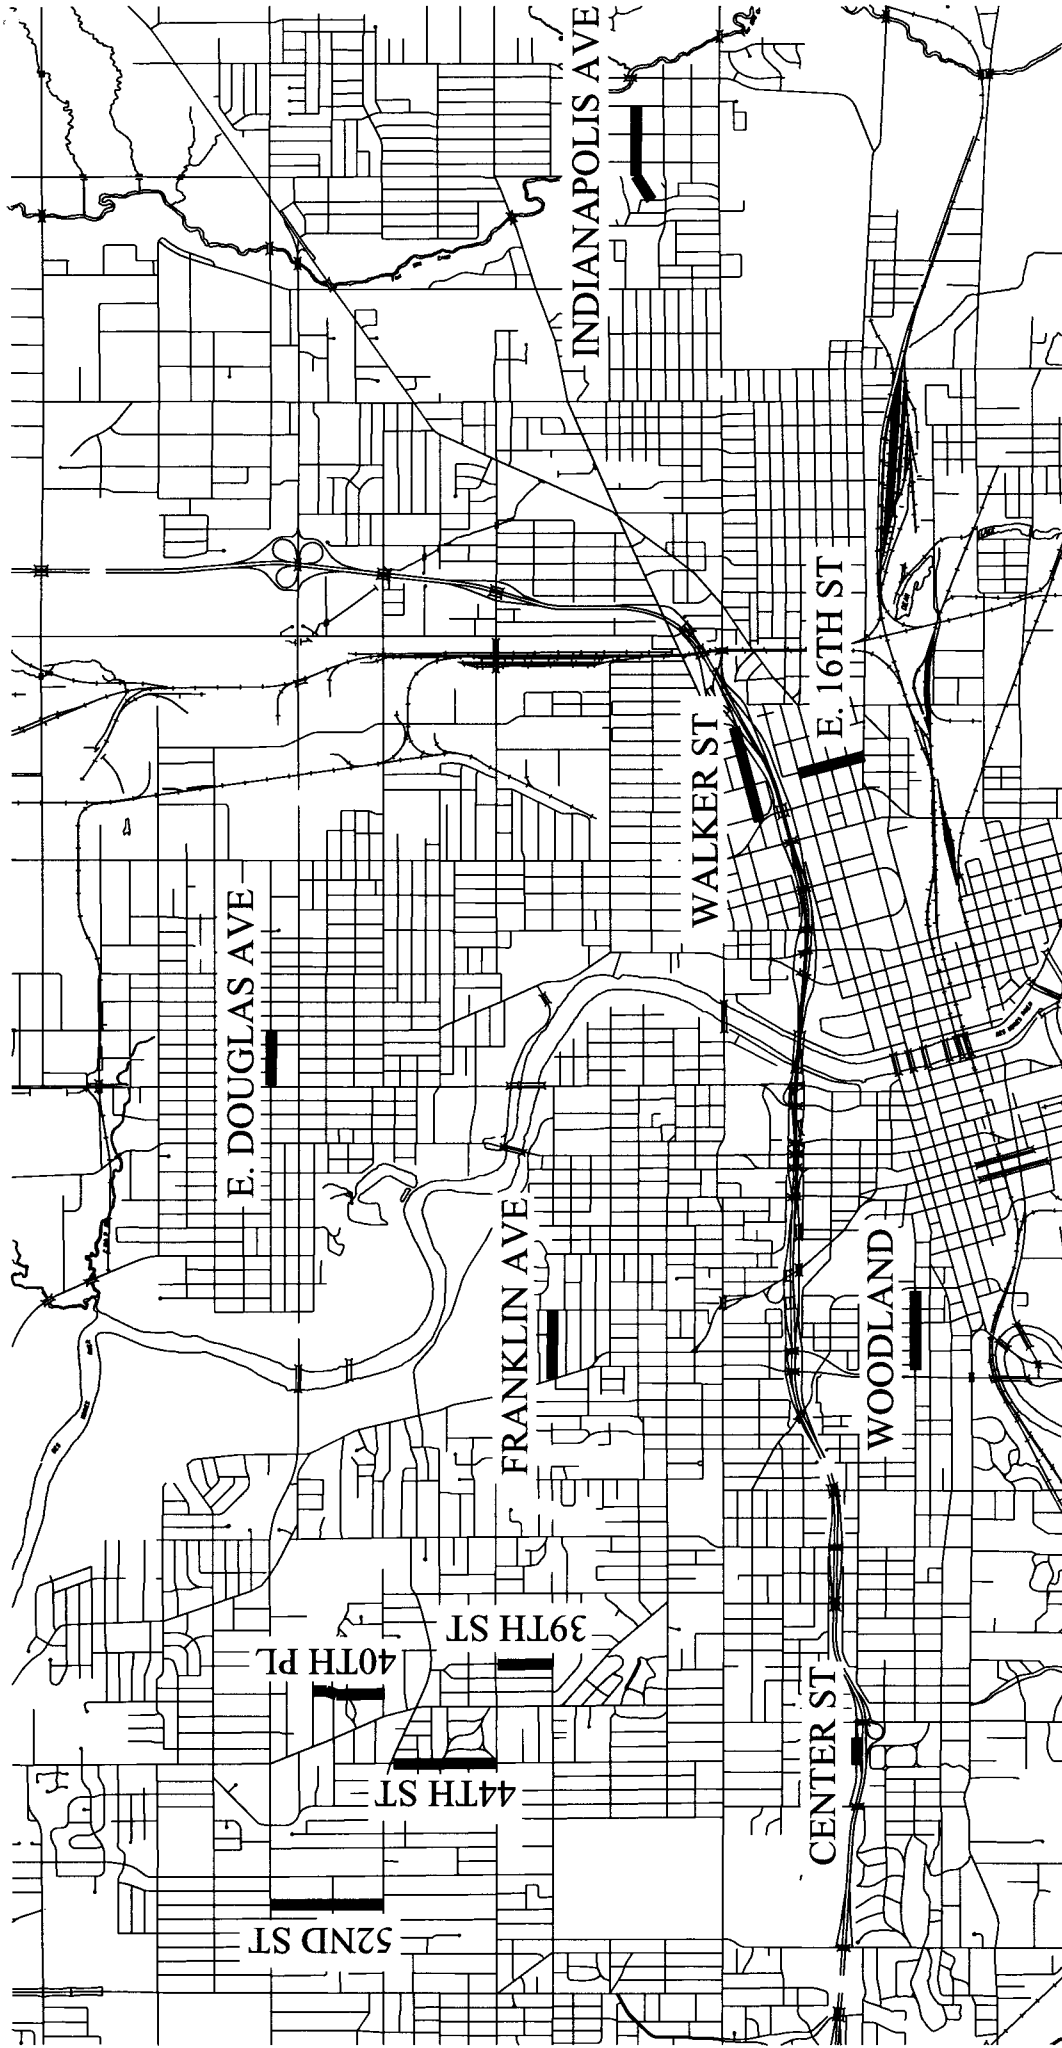 INDIANAPOLIS AVE
E. 16TH ST
WALKER ST
E. DOUGLAS AVE
FRANKLIN AVE
WOODLAND
39TH ST
40TH PL
44TH ST
CENTER ST
52ND ST